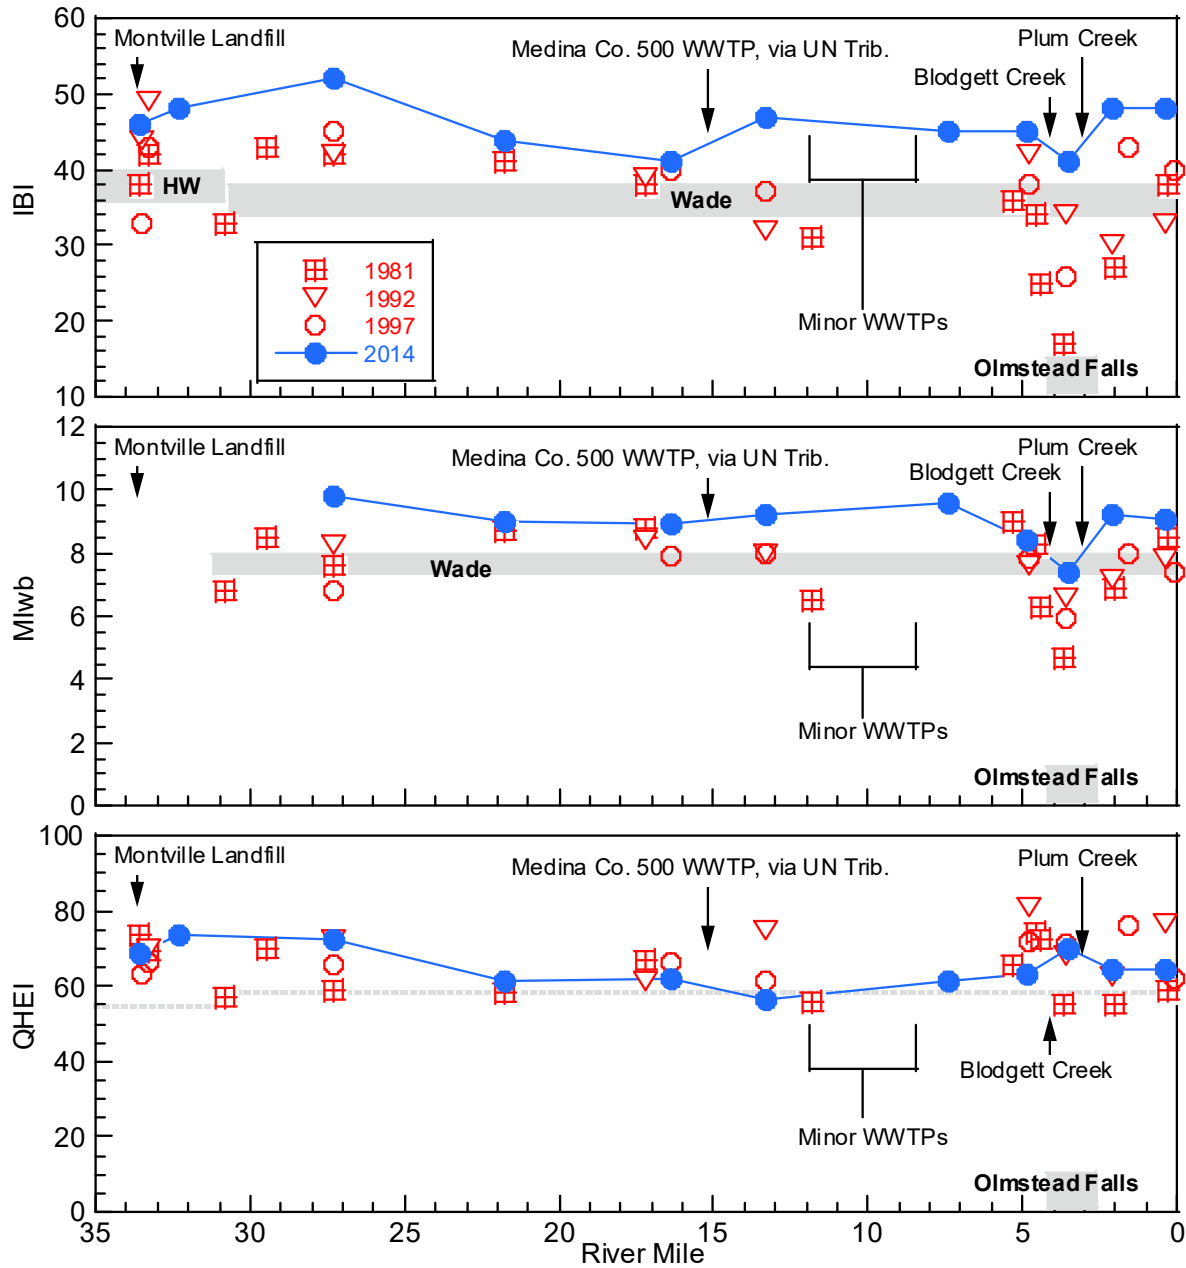 60
50
40
30
20
10
IBI
Montville Landfill
Medina Co. 500 WWTP, via UN Trib.
Plum Creek
Blodgett Creek
HW
Wade
1981
1992
1997
2014
Minor WWTPs
Olmstead Falls
12
10
8
6
4
2
0
MIwb
Montville Landfill
Medina Co. 500 WWTP, via UN Trib.
Plum Creek
Blodgett Creek
Wade
Minor WWTPs
Olmstead Falls
100
80
60
40
20
0
QHEI
Montville Landfill
Medina Co. 500 WWTP, via UN Trib.
Plum Creek
Blodgett Creek
Minor WWTPs
Olmstead Falls
35 30 25 20 15 10 5 0
River Mile